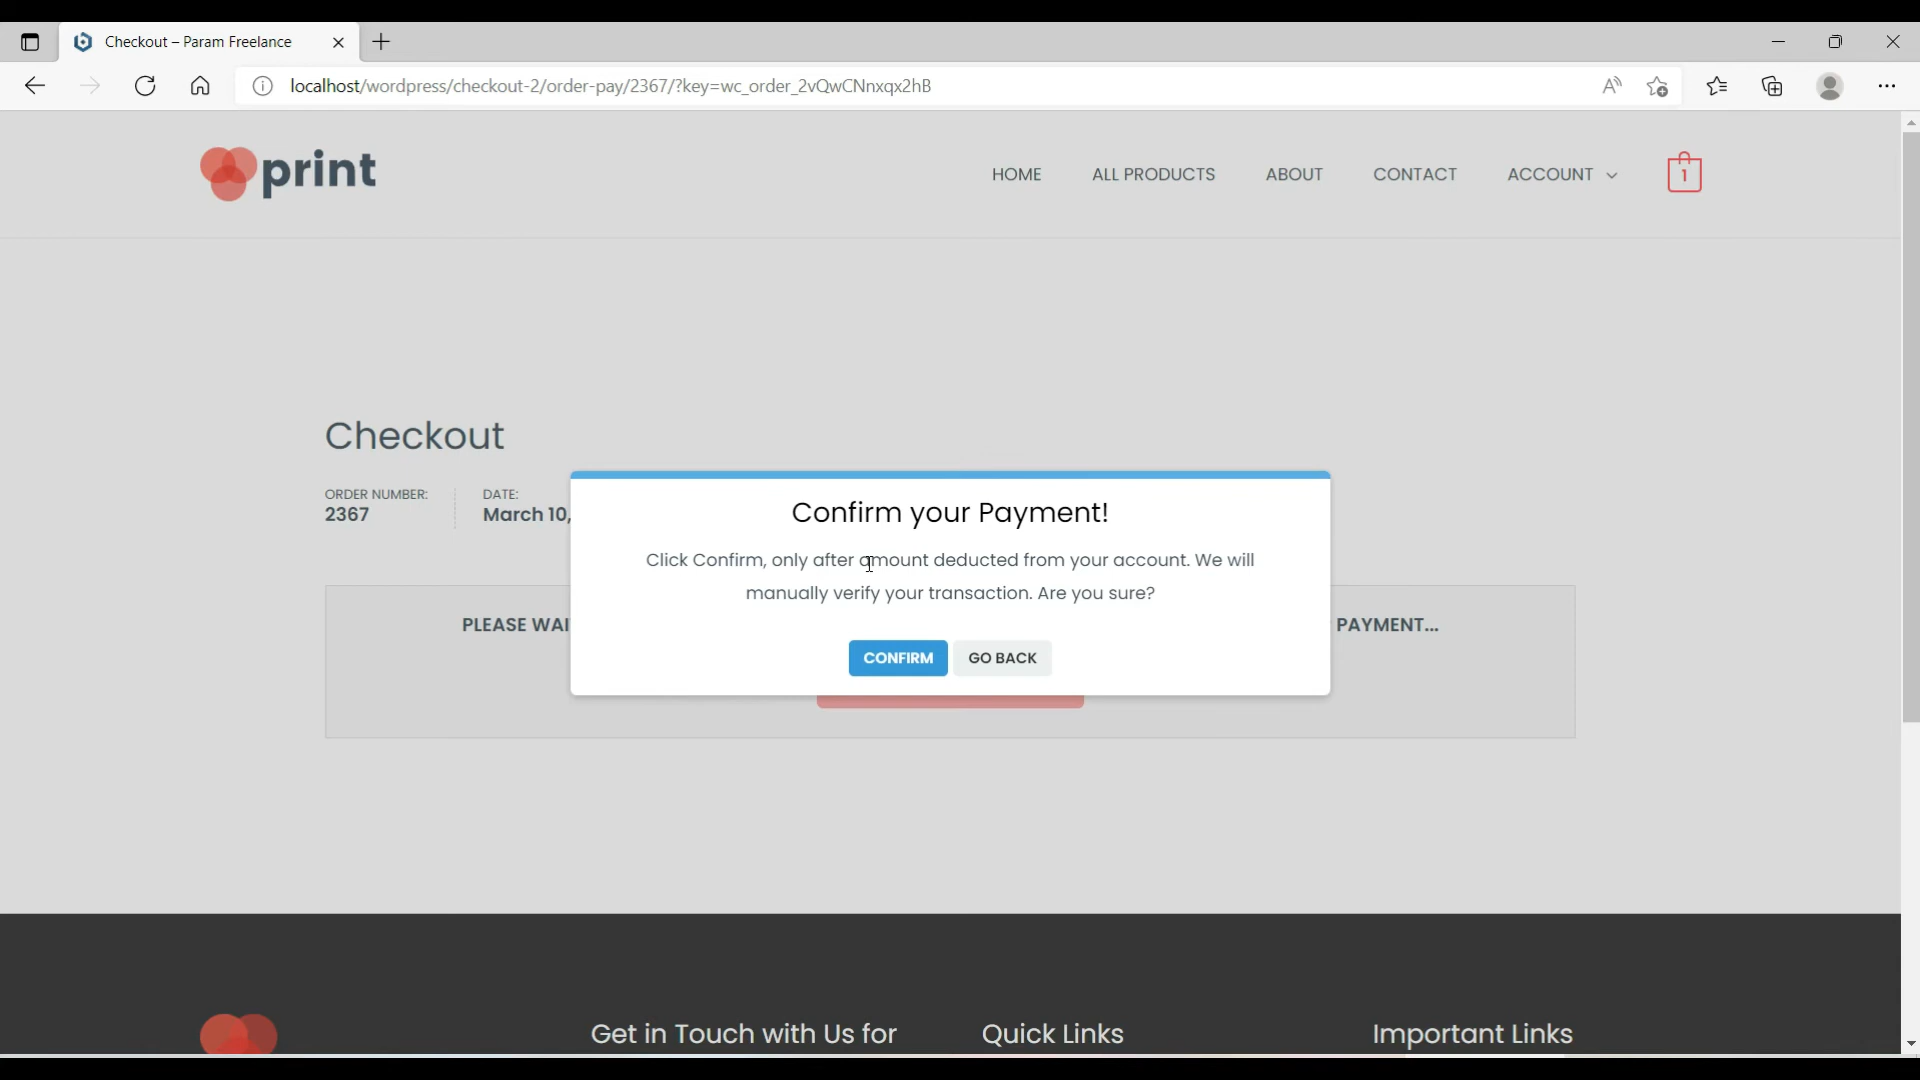 Checkout – Param Freelance
localhost/wordpress/checkout-2/order-pay/2367/?key=wc_order_2vQwCNnxqx2hB
print
HOME
ALL PRODUCTS
ABOUT
CONTACT
ACCOUNT
1
Checkout
ORDER NUMBER:
2367
DATE:
March 10,
Confirm your Payment!
Click Confirm, only after amount deducted from your account. We will
manually verify your transaction. Are you sure?
PLEASE WAI
PAYMENT...
CONFIRM
GO BACK
Get in Touch with Us for
Quick Links
Important Links